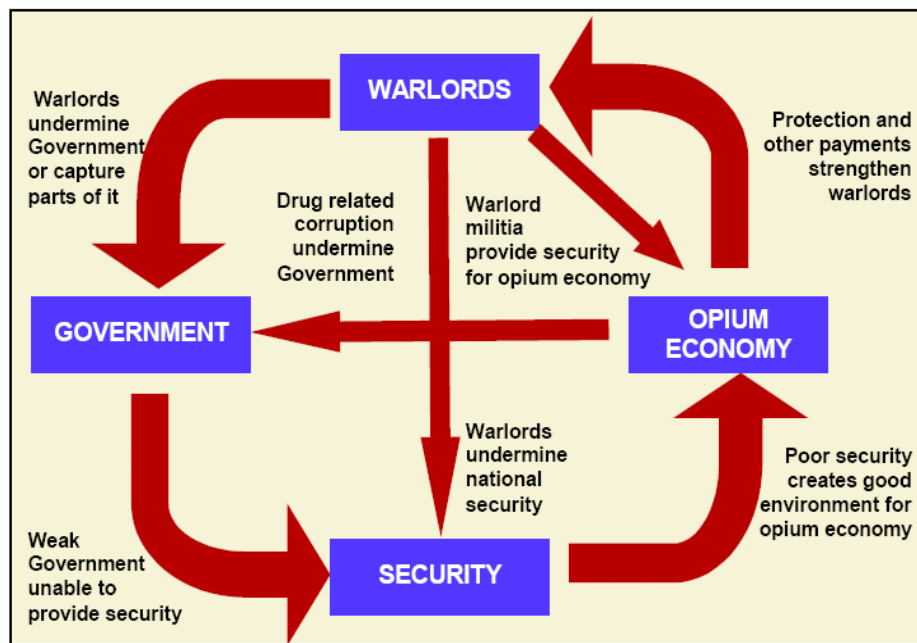 WARLORDS
Warlords
undermine
Government
or capture
parts of it
Protection and
other payments
strengthen
warlords
Drug related
corruption
undermine
Government
Warlord
militia
provide security
for opium economy
GOVERNMENT
OPIUM
ECONOMY
Warlords
undermine
national
security
Poor security
creates good
environment for
opium economy
Weak
Government
unable to
provide security
SECURITY